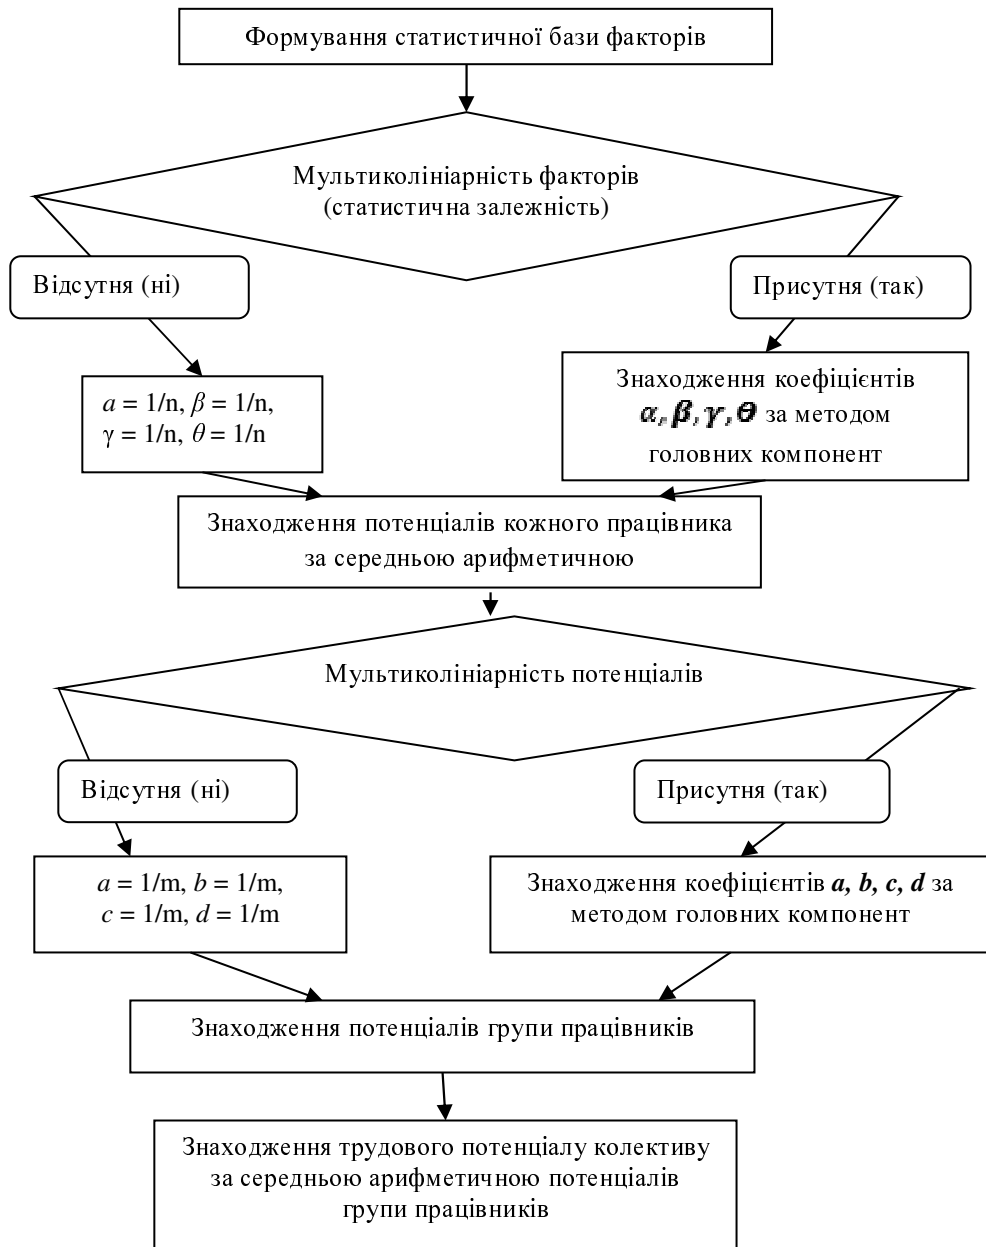 Формування статистичної бази факторів
Мультиколініарність факторів
(статистична залежність)
Відсутня (ні)
Присутня (так)
a = 1/n, β = 1/n,
γ = 1/n, θ = 1/n
Знаходження коефіцієнтів
α, β, γ, θ за методом
головних компонент
Знаходження потенціалів кожного працівника
за середньою арифметичною
Мультиколініарність потенціалів
Відсутня (ні)
Присутня (так)
a = 1/m, b = 1/m,
c = 1/m, d = 1/m
Знаходження коефіцієнтів a, b, c, d за
методом головних компонент
Знаходження потенціалів групи працівників
Знаходження трудового потенціалу колективу
за середньою арифметичною потенціалів
групи працівників